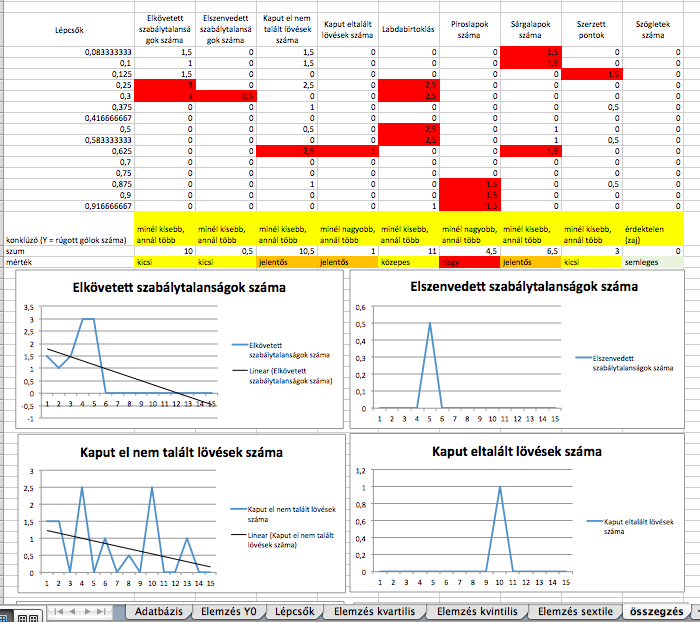 Lépcsők Elkövetett szabálytalansá gok száma Elszenvedett szabálytalansá gok száma Kaput el nem talált lövések száma Kaput eltalált lövések száma Labdabirtoklás Piroslapok száma Sárgalapok száma Szerzett pontok Szögletek száma
0,083333333 1,5 0 1,5 0 0 0 1,5 0 0
0,1 1 0 1,5 0 0 0 1,5 0 0
0,125 1,5 0 0 0 0 0 0 1,5 0
0,25 3 0 2,5 0 2,5 0 0 0 0
0,3 3 0,5 0 0 2,5 0 0 0 0
0,375 0 0 1 0 0 0 0 0,5 0
0,416666667 0 0 0 0 0 0 0 0 0
0,5 0 0 0,5 0 2,5 0 1 0 0
0,583333333 0 0 0 0 2,5 0 1 0,5 0
0,625 0 0 2,5 1 0 0 1,5 0 0
0,7 0 0 0 0 0 0 0 0 0
0,75 0 0 0 0 0 0 0 0 0
0,875 0 0 1 0 0 1,5 0 0,5 0
0,9 0 0 0 0 0 1,5 0 0 0
0,916666667 0 0 0 0 1 1,5 0 0 0
konklúzó (Y = rúgott gólok száma) minél kisebb, annál több minél kisebb, annál több minél kisebb, annál több minél nagyobb, annál több minél kisebb, annál több minél nagyobb, annál több minél kisebb, annál több minél kisebb, annál több érdektelen (zaj)
szum 10 0,5 10,5 1 11 4,5 6,5 3 0
mérték kicsi kicsi jelentős jelentős közepes nagy jelentős kicsi semleges
Elkövetett szabálytalanságok száma
3,5
3
2,5
2
1,5
1
0,5
0
-0,5
-1
1 2 3 4 5 6 7 8 9 10 11 12 13 14 15
Elkövetett
szabálytalanságok száma
Linear (Elkövetett
szabálytalanságok száma)
Elszenvedett szabálytalanságok száma
0,6
0,5
0,4
0,3
0,2
0,1
0
1 2 3 4 5 6 7 8 9 10 11 12 13 14 15
Elszenvedett
szabálytalanságok száma
Kaput el nem talált lövések száma
3
2,5
2
1,5
1
0,5
0
1 2 3 4 5 6 7 8 9 10 11 12 13 14 15
Kaput el nem talált lövések
száma
Linear (Kaput el nem talált
lövések száma)
Kaput eltalált lövések száma
1,2
1
0,8
0,6
0,4
0,2
0
1 2 3 4 5 6 7 8 9 10 11 12 13 14 15
Kaput eltalált lövések
száma
Adatbázis Elemzés Y0 Lépcsők Elemzés kvartilis Elemzés kvintilis Elemzés sextile összegzés